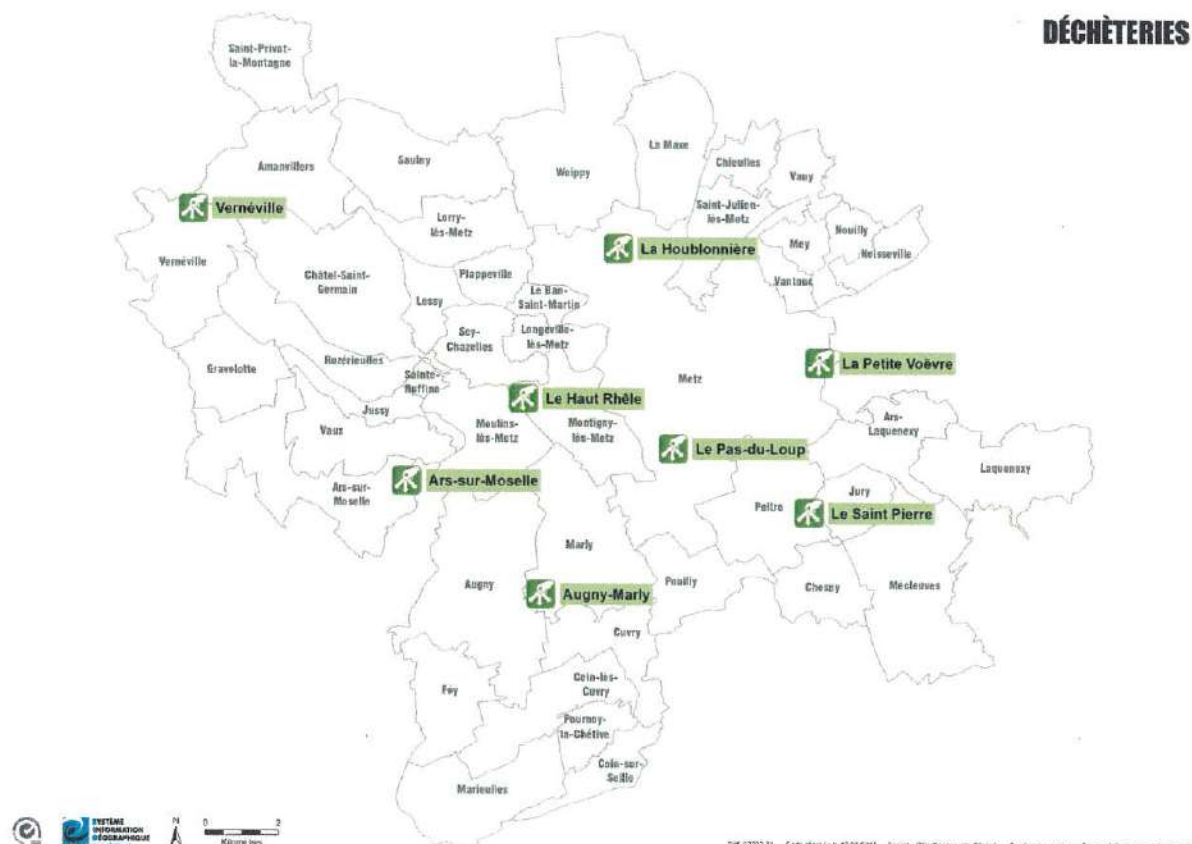 DÉCHÈTERIES
Saint-Privat-
la-Montagne
Amanvillers
Saulny
Woippy
La Maxe
Chieulles
Vany
Vernéville
Lorry-
lès-Metz
Saint-Julien-
lès-Metz
Nouilly
Mey
Noisseville
La Houblonnière
Vernéville
Châtel-Saint-
Germain
Plappeville
Vantoux
Lessy
Le Ban-
Saint-Martin
Scy-
Chazelles
Longeville-
lès-Metz
Gravelotte
Rozérieulles
Sainte-
Ruffine
Metz
La Petite Voëvre
Le Haut Rhêle
Jussy
Vaux
Moulins-
lès-Metz
Montigny-
lès-Metz
Ars-
Laquenexy
Le Pas-du-Loup
Laquenexy
Ars-sur-Moselle
Ars-sur-
Moselle
Jury
Peltre
Le Saint Pierre
Marly
Augny
Pouilly
Chesny
Mécleuves
Augny-Marly
Cuvry
Féy
Coin-lès-
Cuvry
Pournoy-
la-Chétive
Coin-sur-
Seille
Marieulles
SYSTÈME
INFORMATION
GÉOGRAPHIQUE
N
0 2
Kilomètres